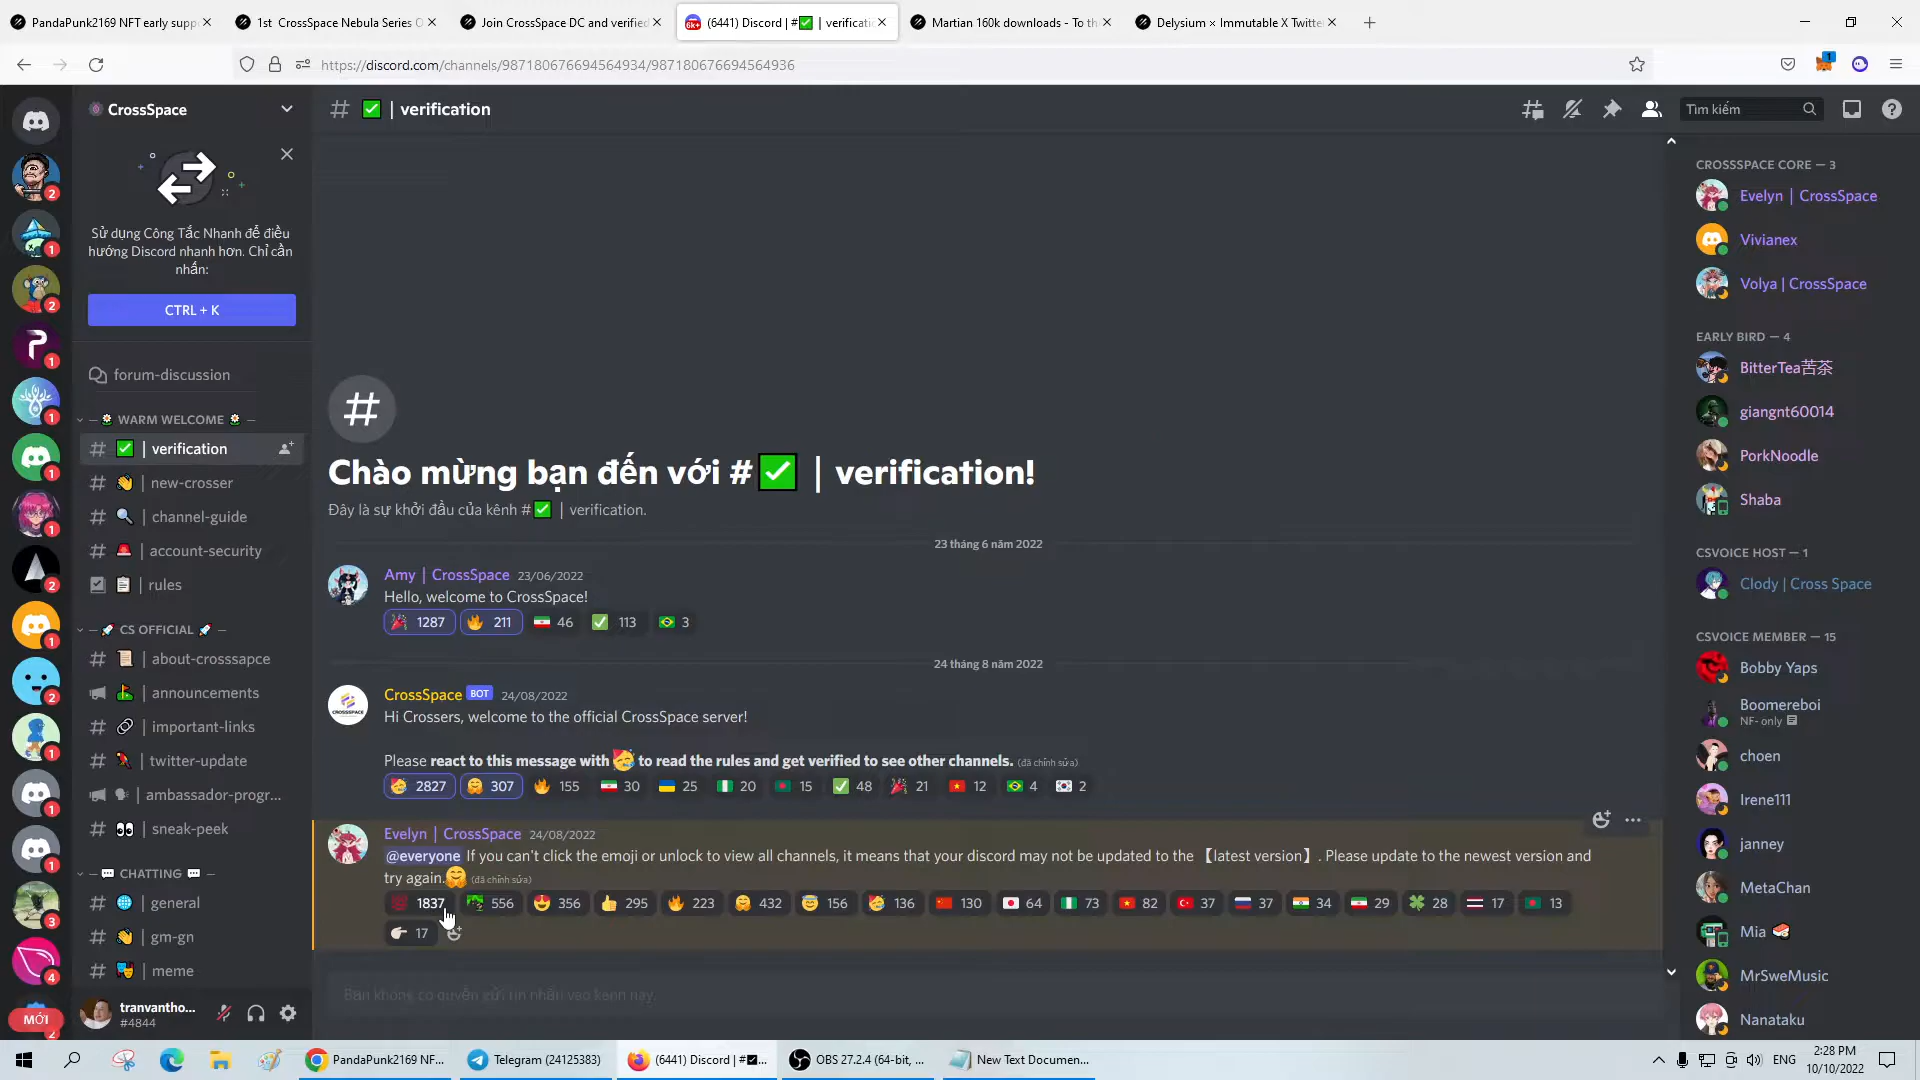 PandaPunk2169 NFT early supp
1st CrossSpace Nebula Series O
Join CrossSpace DC and verified
(6441) Discord | #✅ | verificatio
Martian 160k downloads - To th
Delysium × Immutable X Twitte
https://discord.com/channels/987180676694564934/987180676694564936
CrossSpace
# ✅ | verification
Tìm kiếm
Sử dụng Công Tắc Nhanh để điều
hướng Discord nhanh hơn. Chỉ cần
nhấn:
CTRL + K
forum-discussion
— WARM WELCOME —
# ✅ | verification
# 👋 | new-crosser
# 🔍 | channel-guide
# 🚨 | account-security
📋 | rules
— 🚀 CS OFFICIAL 🚀 —
# 📜 | about-crosssapce
| announcements
# 🔗 | important-links
# | twitter-update
| ambassador-progr...
# 👀 | sneak-peek
— 💬 CHATTING 💬 —
# 🌐 | general
# 👋 | gm-gn
# 🎭 | meme
MỚI
tranvantho...
#4844
Chào mừng bạn đến với #✅ | verification!
Đây là sự khởi đầu của kênh #✅ | verification.
23 tháng 6 năm 2022
Amy | CrossSpace 23/06/2022
Hello, welcome to CrossSpace!
1287 211 46 113 3
24 tháng 8 năm 2022
CrossSpace BOT 24/08/2022
Hi Crossers, welcome to the official CrossSpace server!
Please react to this message with 🥳 to read the rules and get verified to see other channels. (đã chỉnh sửa)
2827 307 155 30 25 20 15 48 21 12 4 2
Evelyn | CrossSpace 24/08/2022
@everyone If you can't click the emoji or unlock to view all channels, it means that your discord may not be updated to the 【latest version】. Please update to the newest version and
try again.🤗 (đã chỉnh sửa)
1837 556 356 295 223 432 156 136 130 64 73 82 37 37 34 29 28 17 13
17
Bạn không có quyền gửi tin nhắn vào kênh này.
CROSSSPACE CORE — 3
Evelyn | CrossSpace
Vivianex
Volya | CrossSpace
EARLY BIRD — 4
BitterTea苦茶
giangnt60014
PorkNoodle
Shaba
CSVOICE HOST — 1
Clody | Cross Space
CSVOICE MEMBER — 15
Bobby Yaps
Boomereboi
NF- only
choen
Irene111
janney
MetaChan
Mia 🍣
MrSweMusic
Nanataku
PandaPunk2169 NF...
Telegram (24125383)
(6441) Discord | #✅...
OBS 27.2.4 (64-bit, ...
New Text Documen...
ENG
2:28 PM
10/10/2022